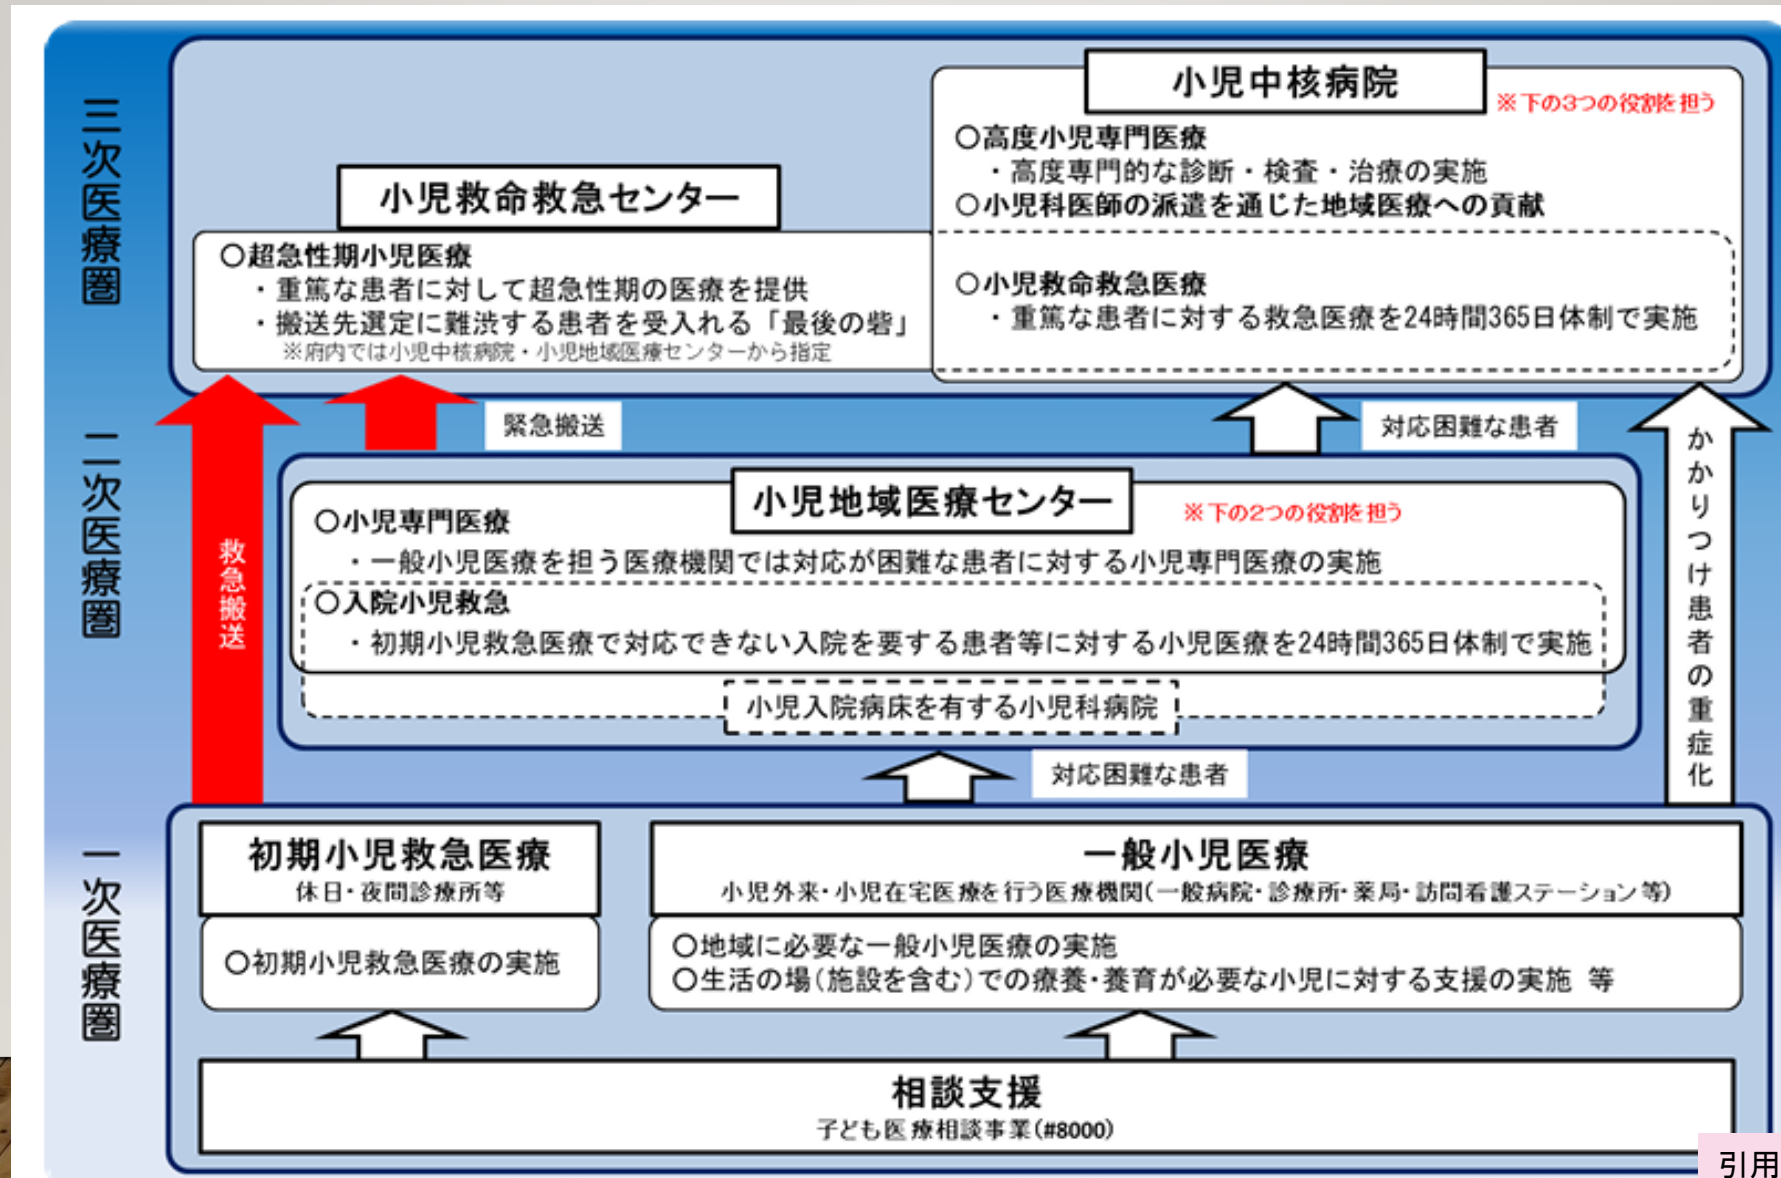 三次医療圏
小児中核病院
※下の3つの役割を担う
〇高度小児専門医療
・高度専門的な診断・検査・治療の実施
〇小児科医師の派遣を通じた地域医療への貢献
〇小児救命救急医療
・重篤な患者に対する救急医療を24時間365日体制で実施
小児救命救急センター
〇超急性期小児医療
・重篤な患者に対して超急性期の医療を提供
・搬送先選定に難渋する患者を受入れる「最後の砦」
※府内では小児中核病院・小児地域医療センターから指定
緊急搬送
対応困難な患者
二次医療圏
救急搬送
かかりつけ患者の重症化
小児地域医療センター
※下の2つの役割を担う
〇小児専門医療
・一般小児医療を担う医療機関では対応が困難な患者に対する小児専門医療の実施
〇入院小児救急
・初期小児救急医療で対応できない入院を要する患者等に対する小児医療を24時間365日体制で実施
小児入院病床を有する小児科病院
対応困難な患者
一次医療圏
初期小児救急医療
休日・夜間診療所等
〇初期小児救急医療の実施
一般小児医療
小児外来・小児在宅医療を行う医療機関(一般病院・診療所・薬局・訪問看護ステーション等)
〇地域に必要な一般小児医療の実施
〇生活の場(施設を含む)での療養・養育が必要な小児に対する支援の実施 等
相談支援
子ども医療相談事業(#8000)
引用